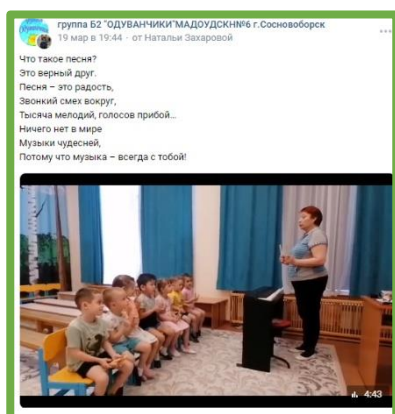 группа Б2 "ОДУВАНЧИКИ"МАДОУДСКН№6 г.Сосновоборск
19 мар в 19:44 · от Натальи Захаровой
Что такое песня?
Это верный друг.
Песня – это радость,
Звонкий смех вокруг,
Тысяча мелодий, голосов прибой...
Ничего нет в мире
Музыки чудесней,
Потому что музыка – всегда с тобой!
4:43